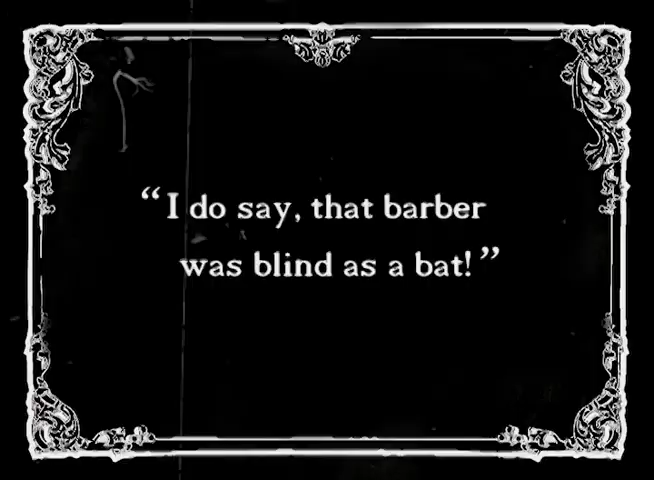 “I do say, that barber
was blind as a bat!”